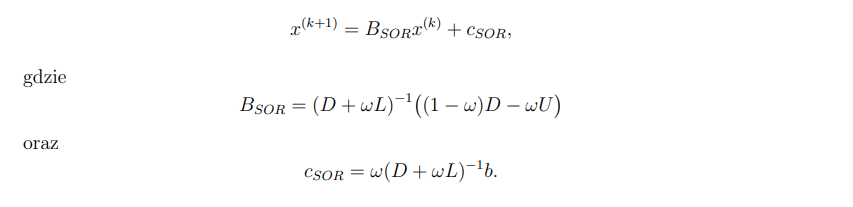 x^{(k+1)} = B_{SOR}x^{(k)} + c_{SOR},
gdzie
B_{SOR} = (D + ωL)^{-1}((1 − ω)D − ωU)
oraz
c_{SOR} = ω(D + ωL)^{-1}b.